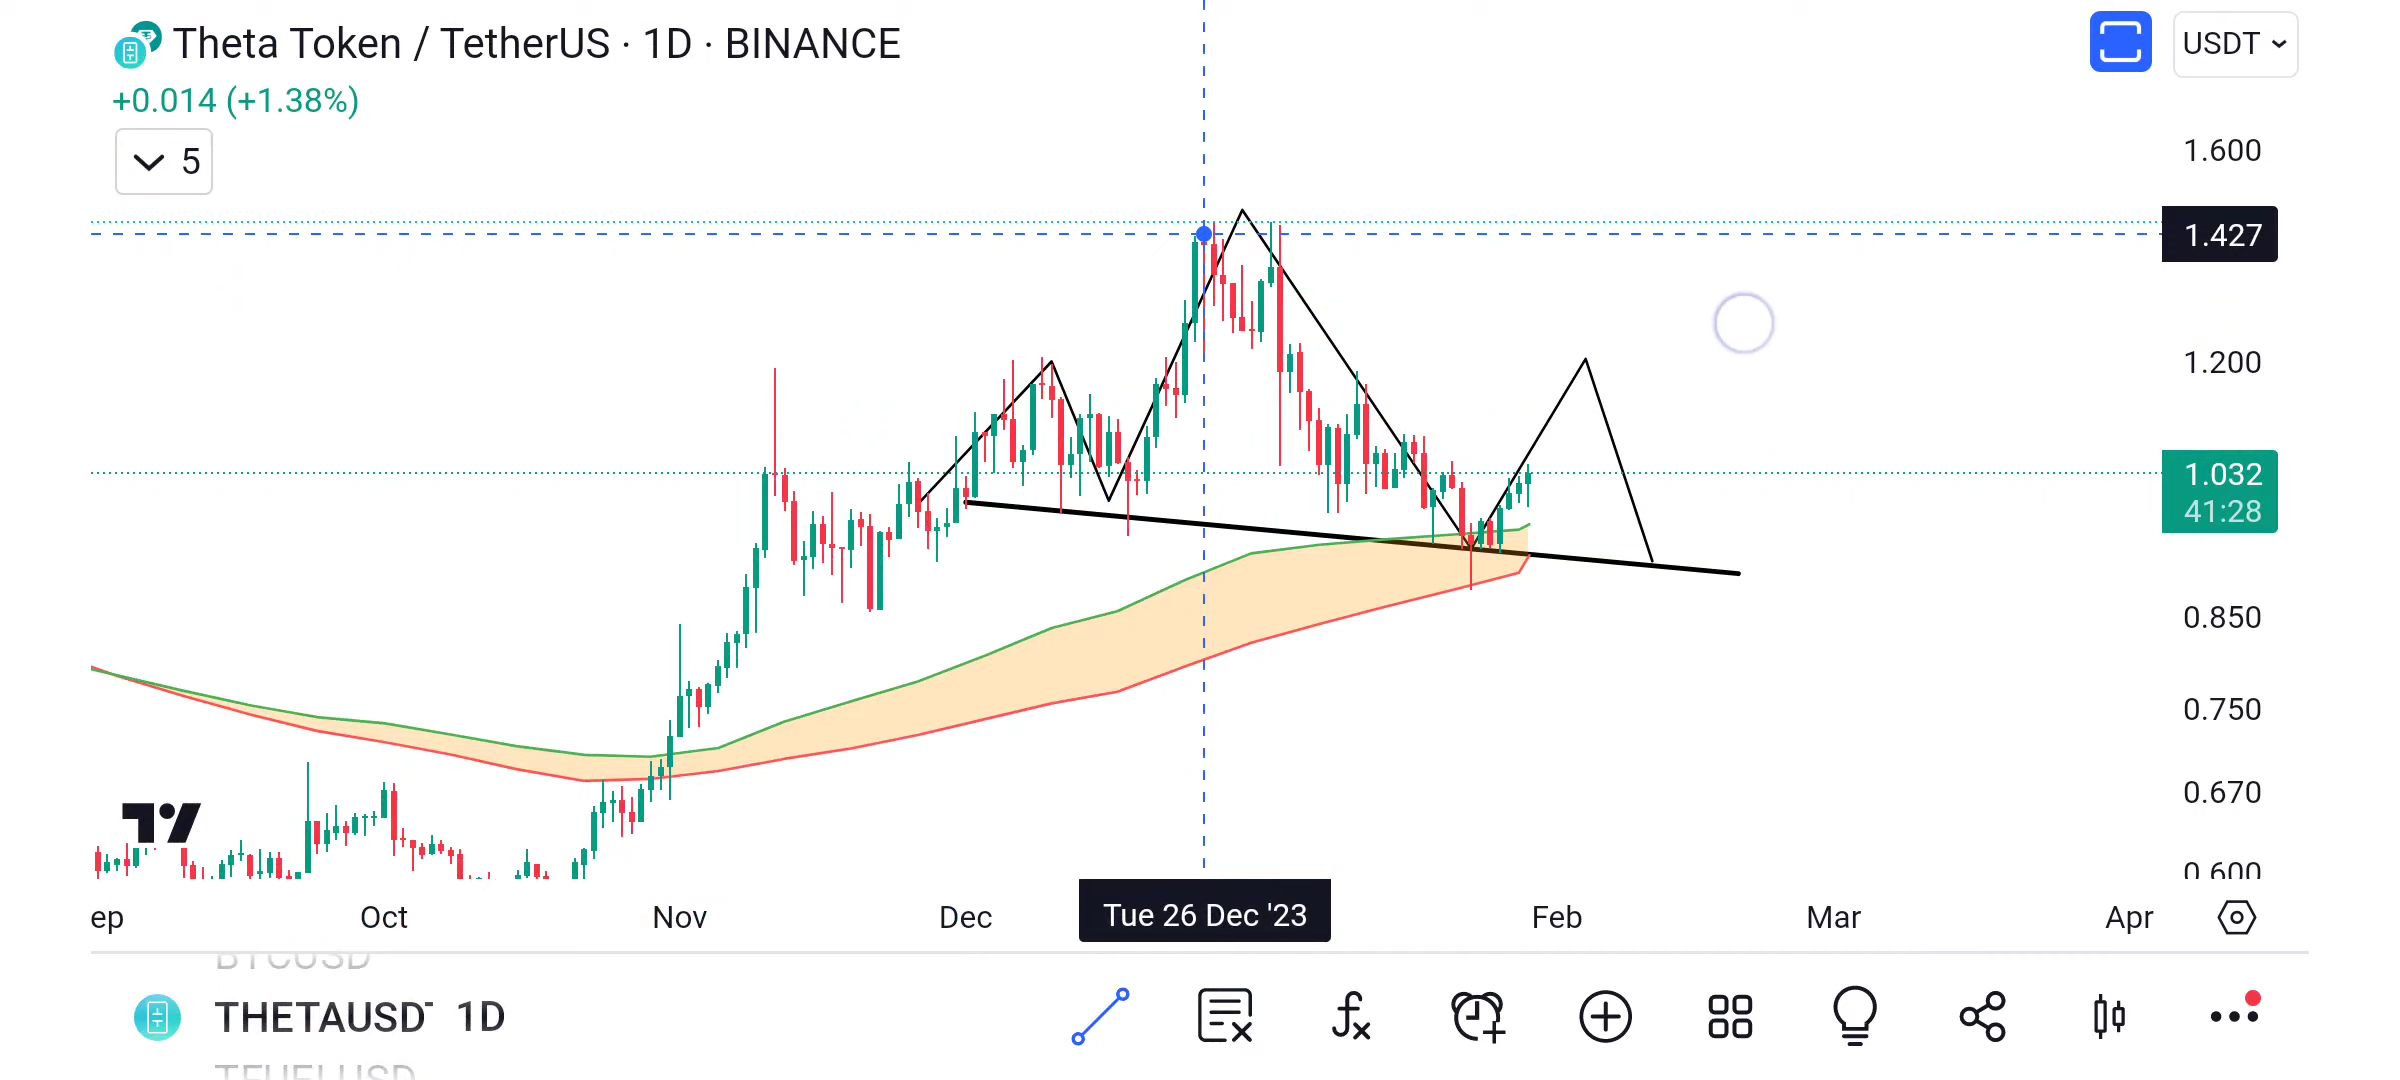 Theta Token / TetherUS · 1D · BINANCE
USDT
+0.014 (+1.38%)
5
1.600
1.427
1.200
1.032
41:28
0.850
0.750
0.670
0.600
ep
Oct
Nov
Dec
Tue 26 Dec '23
Feb
Mar
Apr
BTCUSD
THETAUSD 1D